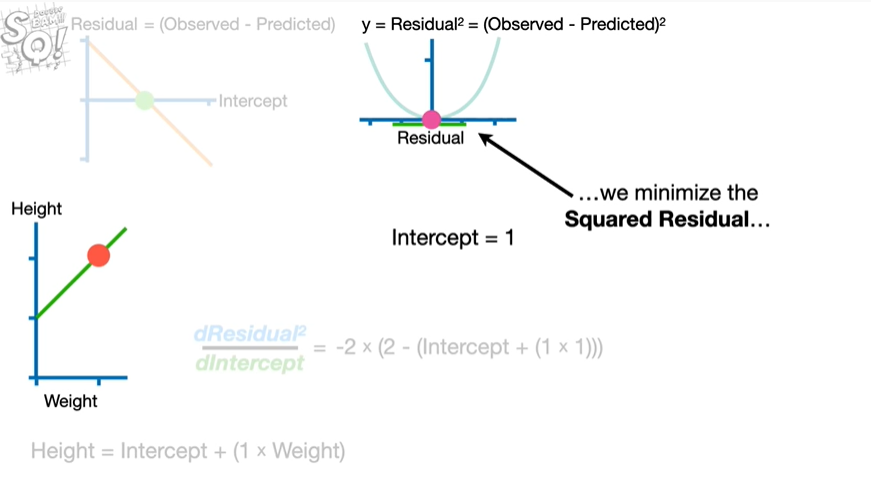 SQ!
Residual = (Observed - Predicted)
y = Residual² = (Observed - Predicted)²
Intercept
Residual
...we minimize the
Squared Residual...
Height
Intercept = 1
dResidual²
dIntercept
= -2 × (2 - (Intercept + (1 × 1)))
Weight
Height = Intercept + (1 × Weight)